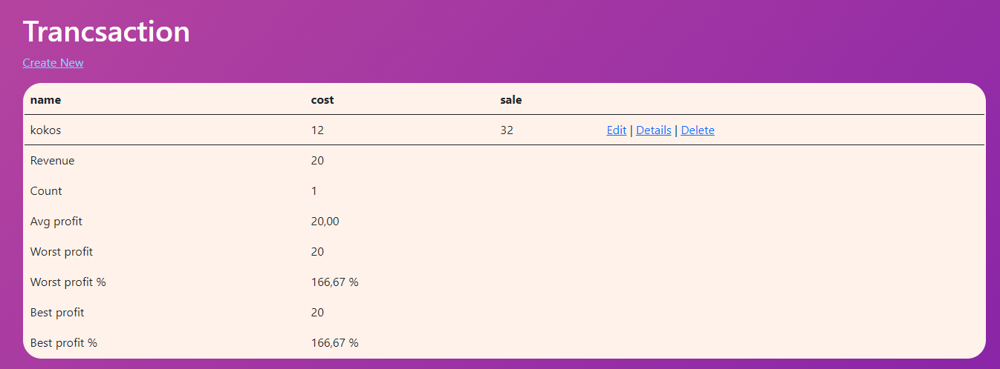 Trancsaction
Create New
name cost sale
kokos 12 32 Edit | Details | Delete
Revenue 20
Count 1
Avg profit 20,00
Worst profit 20
Worst profit % 166,67 %
Best profit 20
Best profit % 166,67 %